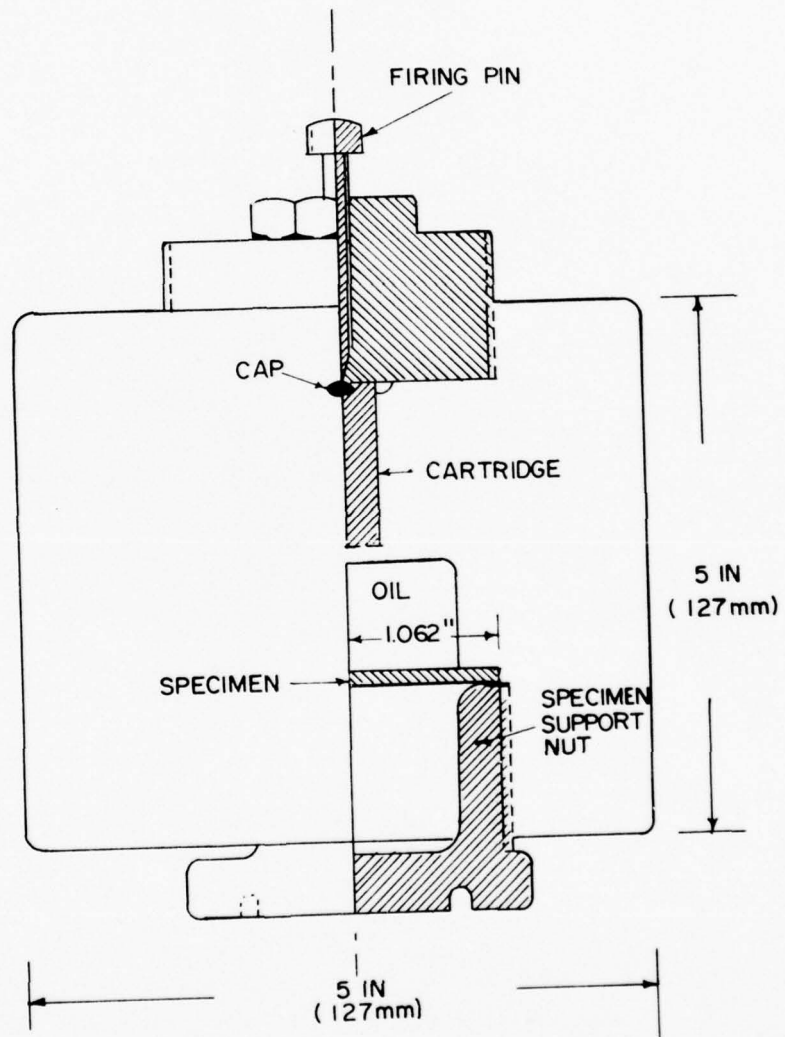 FIRING PIN
CAP
CARTRIDGE
OIL
1.062"
5 IN
(127mm)
SPECIMEN
SPECIMEN
SUPPORT
NUT
5 IN
(127mm)